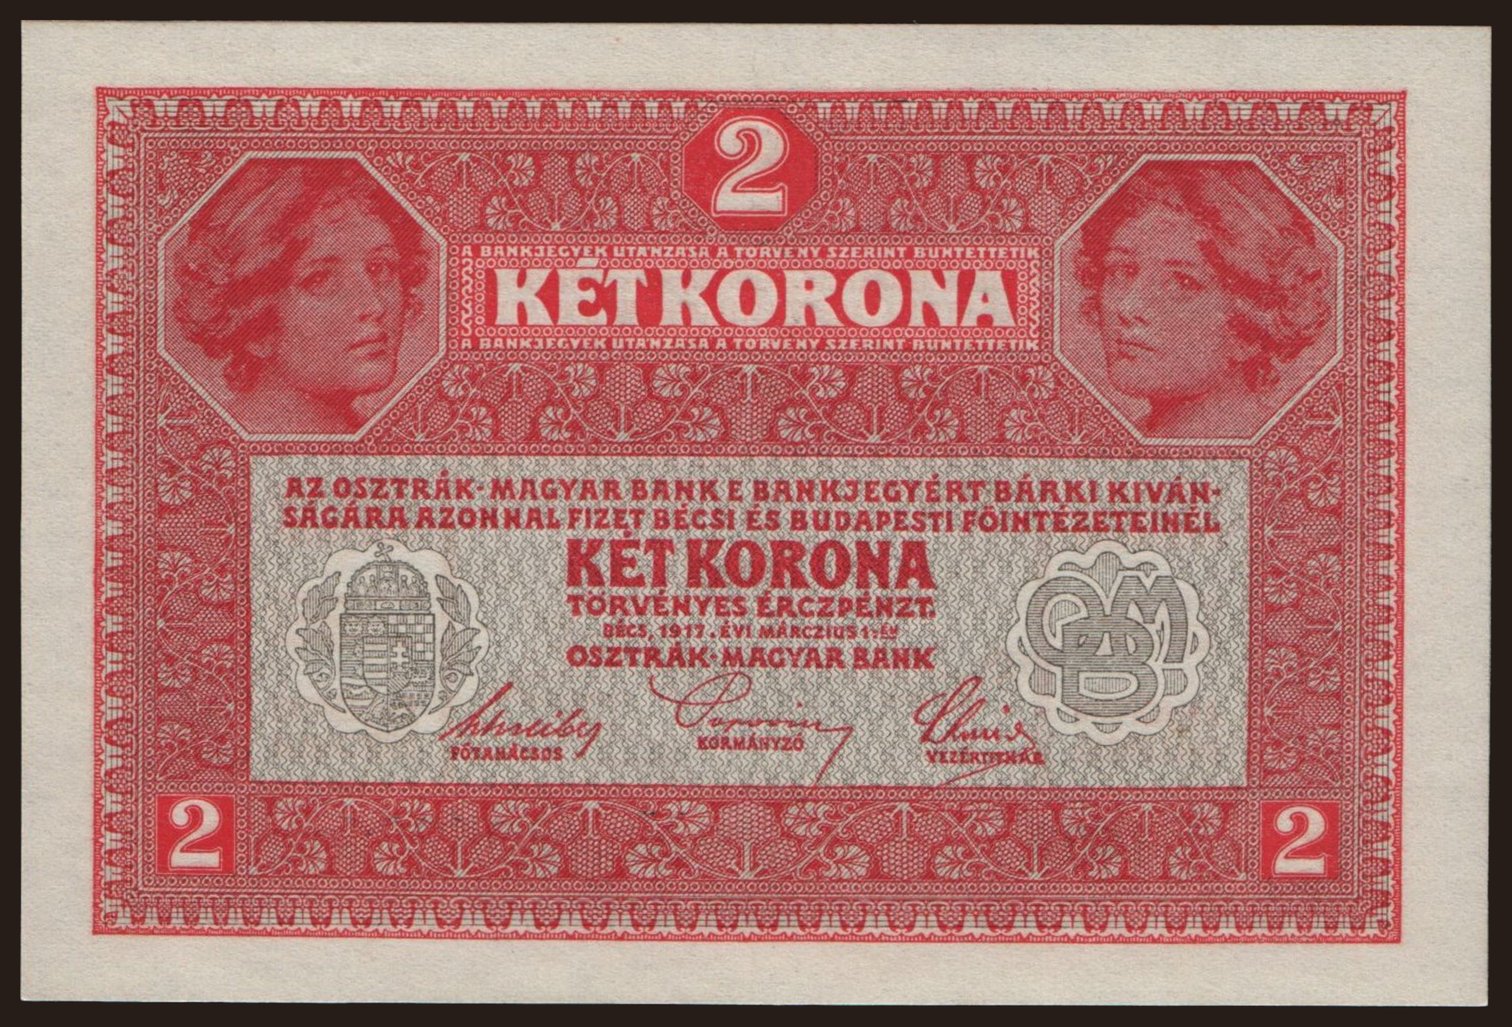 2
A BANKJEGYEK UTÁNZÁSA A TÖRVÉNY SZERINT BÜNTETTETIK
KÉT KORONA
A BANKJEGYEK UTÁNZÁSA A TÖRVÉNY SZERINT BÜNTETTETIK
AZ OSZTRÁK-MAGYAR BANK E BANKJEGYÉRT BÁRKI KIVÁN-
SÁGÁRA AZONNAL FIZET BÉCSI ÉS BUDAPESTI FŐINTÉZETEINÉL
KÉT KORONA
TÖRVÉNYES ÉRCZPÉNZT.
BÉCS, 1917. ÉVI MÁRCZIUS 1-ÉN
OSZTRÁK-MAGYAR BANK
OMB
FŐTANÁCSOS
KORMÁNYZÓ
VEZÉRTITKÁR
2
2